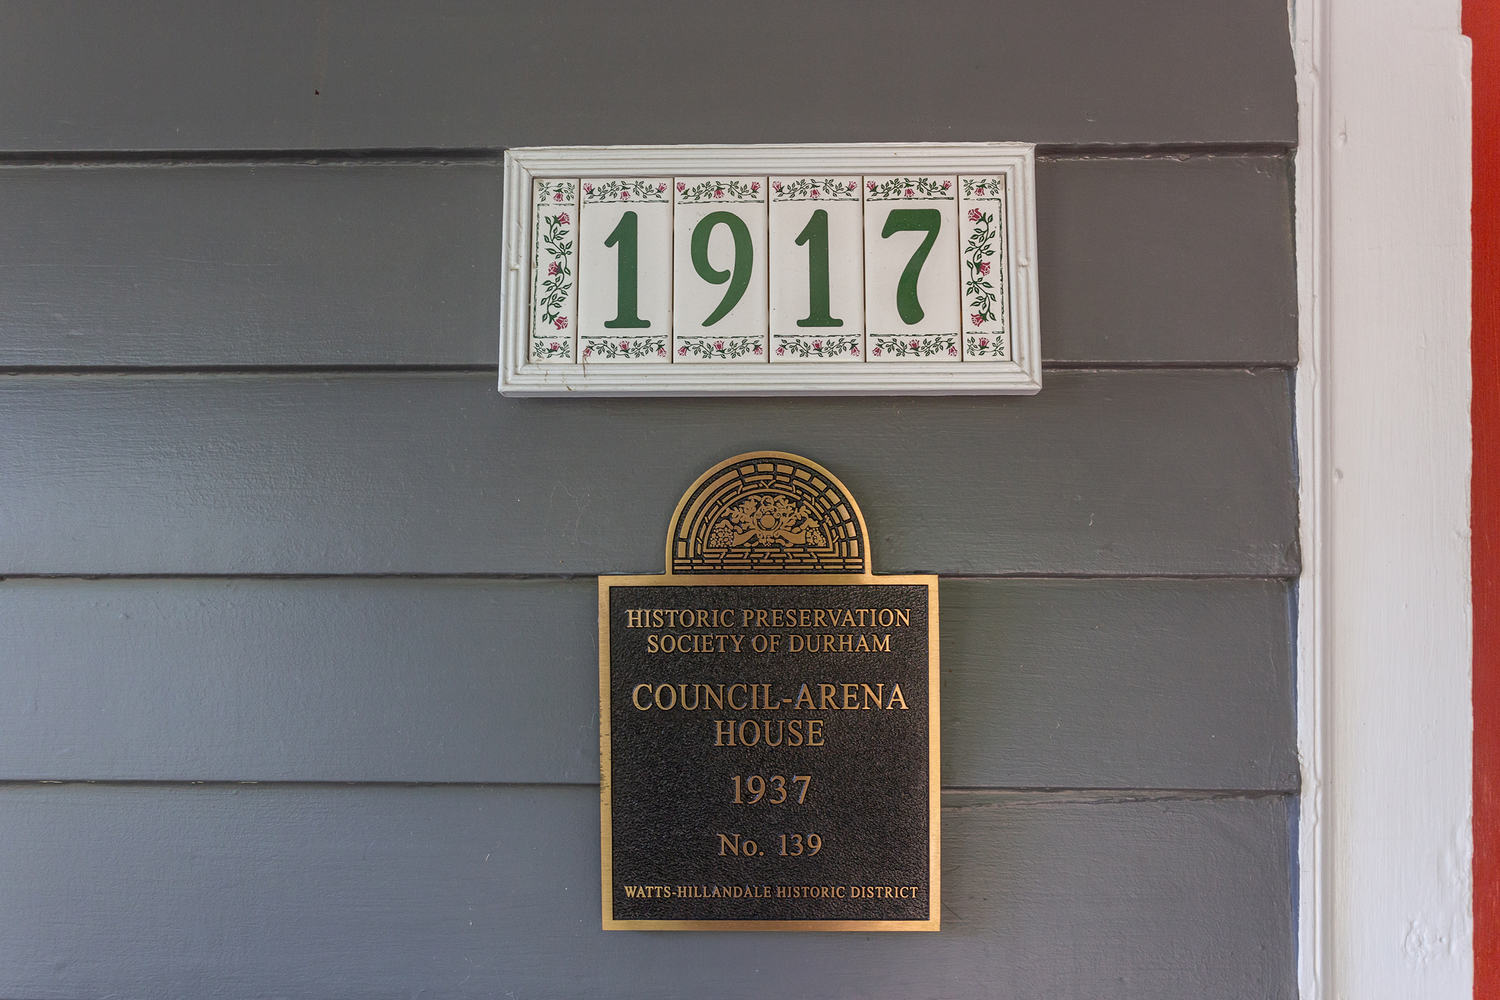 1917
HISTORIC PRESERVATION
SOCIETY OF DURHAM
COUNCIL-ARENA
HOUSE
1937
No. 139
WATTS-HILLANDALE HISTORIC DISTRICT